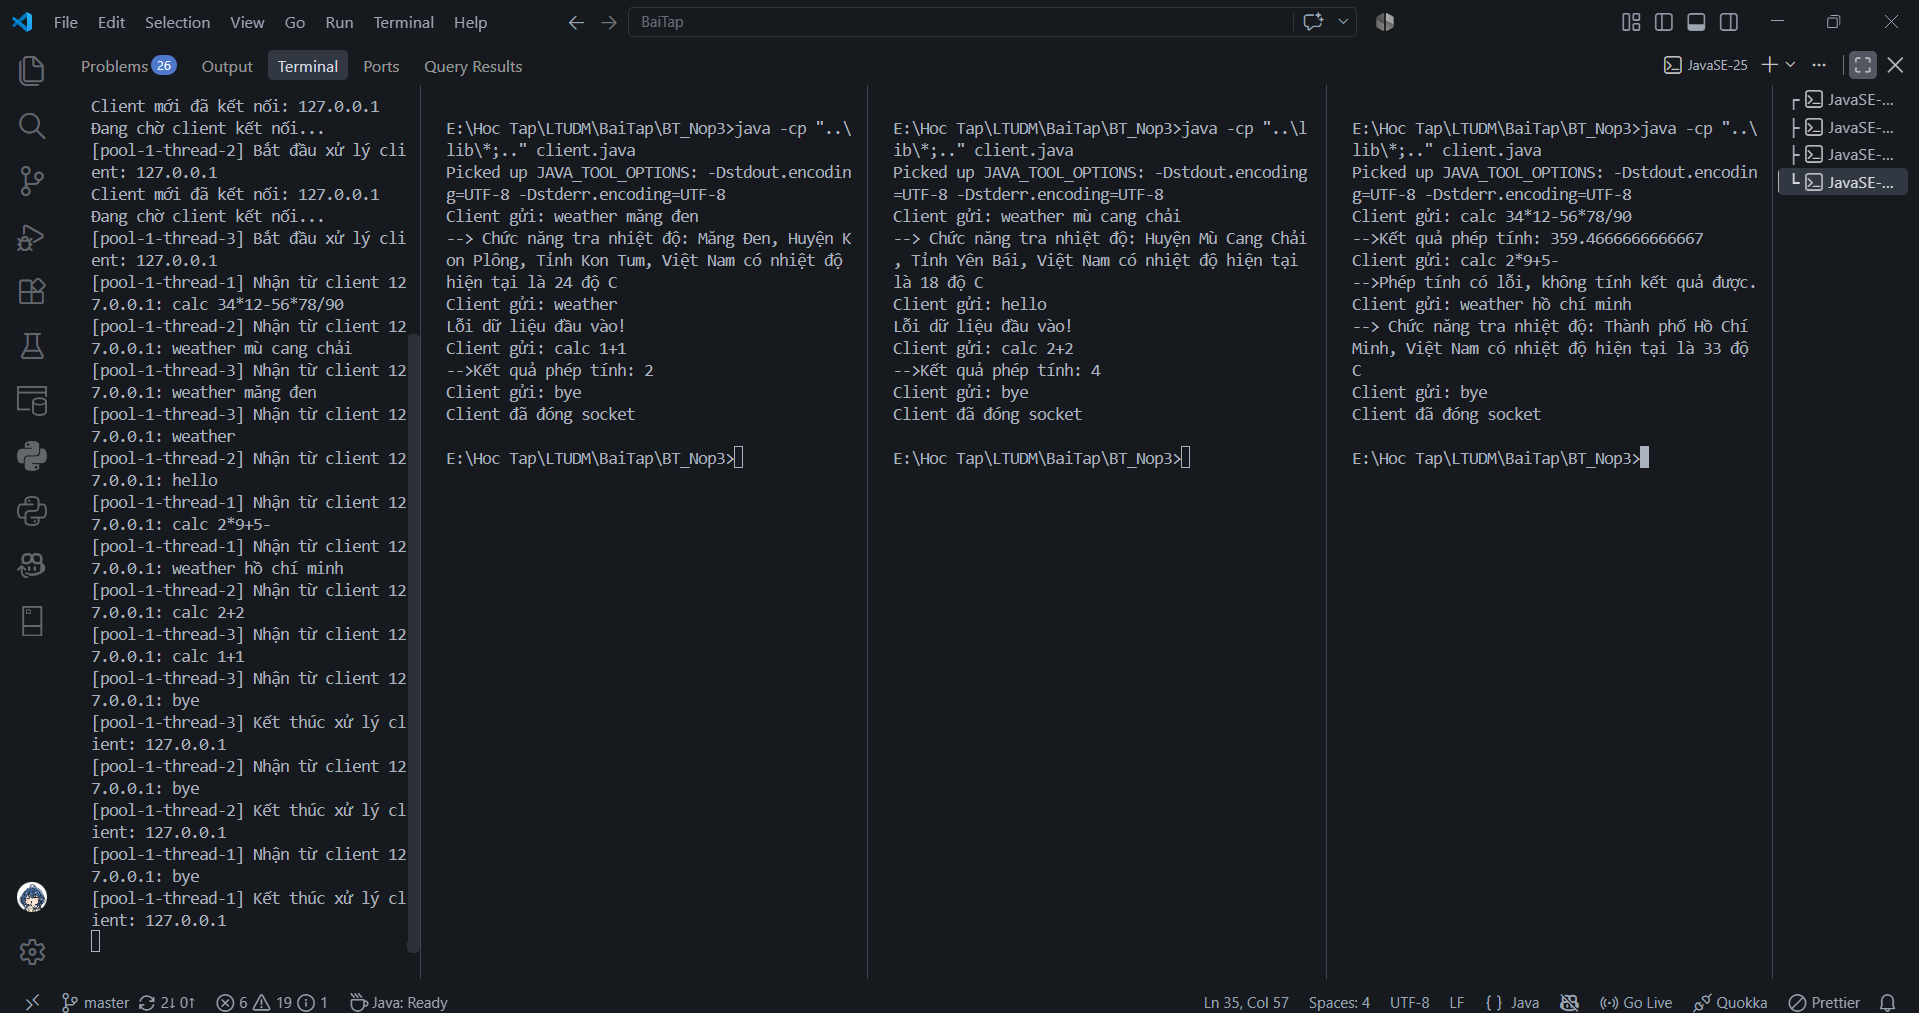 File Edit Selection View Go Run Terminal Help
BaiTap
Problems 26 Output Terminal Ports Query Results
JavaSE-25
Client mới đã kết nối: 127.0.0.1
Đang chờ client kết nối...
[pool-1-thread-2] Bắt đầu xử lý cli
ent: 127.0.0.1
Client mới đã kết nối: 127.0.0.1
Đang chờ client kết nối...
[pool-1-thread-3] Bắt đầu xử lý cli
ent: 127.0.0.1
[pool-1-thread-1] Nhận từ client 12
7.0.0.1: calc 34*12-56*78/90
[pool-1-thread-2] Nhận từ client 12
7.0.0.1: weather mù cang chải
[pool-1-thread-3] Nhận từ client 12
7.0.0.1: weather măng đen
[pool-1-thread-3] Nhận từ client 12
7.0.0.1: weather
[pool-1-thread-2] Nhận từ client 12
7.0.0.1: hello
[pool-1-thread-1] Nhận từ client 12
7.0.0.1: calc 2*9+5-
[pool-1-thread-1] Nhận từ client 12
7.0.0.1: weather hồ chí minh
[pool-1-thread-2] Nhận từ client 12
7.0.0.1: calc 2+2
[pool-1-thread-3] Nhận từ client 12
7.0.0.1: calc 1+1
[pool-1-thread-3] Nhận từ client 12
7.0.0.1: bye
[pool-1-thread-3] Kết thúc xử lý cl
ient: 127.0.0.1
[pool-1-thread-2] Nhận từ client 12
7.0.0.1: bye
[pool-1-thread-2] Kết thúc xử lý cl
ient: 127.0.0.1
[pool-1-thread-1] Nhận từ client 12
7.0.0.1: bye
[pool-1-thread-1] Kết thúc xử lý cl
ient: 127.0.0.1
E:\Hoc Tap\LTUDM\BaiTap\BT_Nop3>java -cp "..\
lib\*;.." client.java
Picked up JAVA_TOOL_OPTIONS: -Dstdout.encodin
g=UTF-8 -Dstderr.encoding=UTF-8
Client gửi: weather măng đen
--> Chức năng tra nhiệt độ: Măng Đen, Huyện K
on Plông, Tỉnh Kon Tum, Việt Nam có nhiệt độ
hiện tại là 24 độ C
Client gửi: weather
Lỗi dữ liệu đầu vào!
Client gửi: calc 1+1
-->Kết quả phép tính: 2
Client gửi: bye
Client đã đóng socket
E:\Hoc Tap\LTUDM\BaiTap\BT_Nop3>
E:\Hoc Tap\LTUDM\BaiTap\BT_Nop3>java -cp "..\l
ib\*;.." client.java
Picked up JAVA_TOOL_OPTIONS: -Dstdout.encoding
=UTF-8 -Dstderr.encoding=UTF-8
Client gửi: weather mù cang chải
--> Chức năng tra nhiệt độ: Huyện Mù Cang Chải
, Tỉnh Yên Bái, Việt Nam có nhiệt độ hiện tại
là 18 độ C
Client gửi: hello
Lỗi dữ liệu đầu vào!
Client gửi: calc 2+2
-->Kết quả phép tính: 4
Client gửi: bye
Client đã đóng socket
E:\Hoc Tap\LTUDM\BaiTap\BT_Nop3>
E:\Hoc Tap\LTUDM\BaiTap\BT_Nop3>java -cp "..\
lib\*;.." client.java
Picked up JAVA_TOOL_OPTIONS: -Dstdout.encodin
g=UTF-8 -Dstderr.encoding=UTF-8
Client gửi: calc 34*12-56*78/90
-->Kết quả phép tính: 359.4666666666667
Client gửi: calc 2*9+5-
-->Phép tính có lỗi, không tính kết quả được.
Client gửi: weather hồ chí minh
--> Chức năng tra nhiệt độ: Thành phố Hồ Chí
Minh, Việt Nam có nhiệt độ hiện tại là 33 độ
C
Client gửi: bye
Client đã đóng socket
E:\Hoc Tap\LTUDM\BaiTap\BT_Nop3>
JavaSE-...
JavaSE-...
JavaSE-...
JavaSE-...
master 2↓ 0↑ 6 19 1 Java: Ready
Ln 35, Col 57 Spaces: 4 UTF-8 LF { } Java Go Live Quokka Prettier